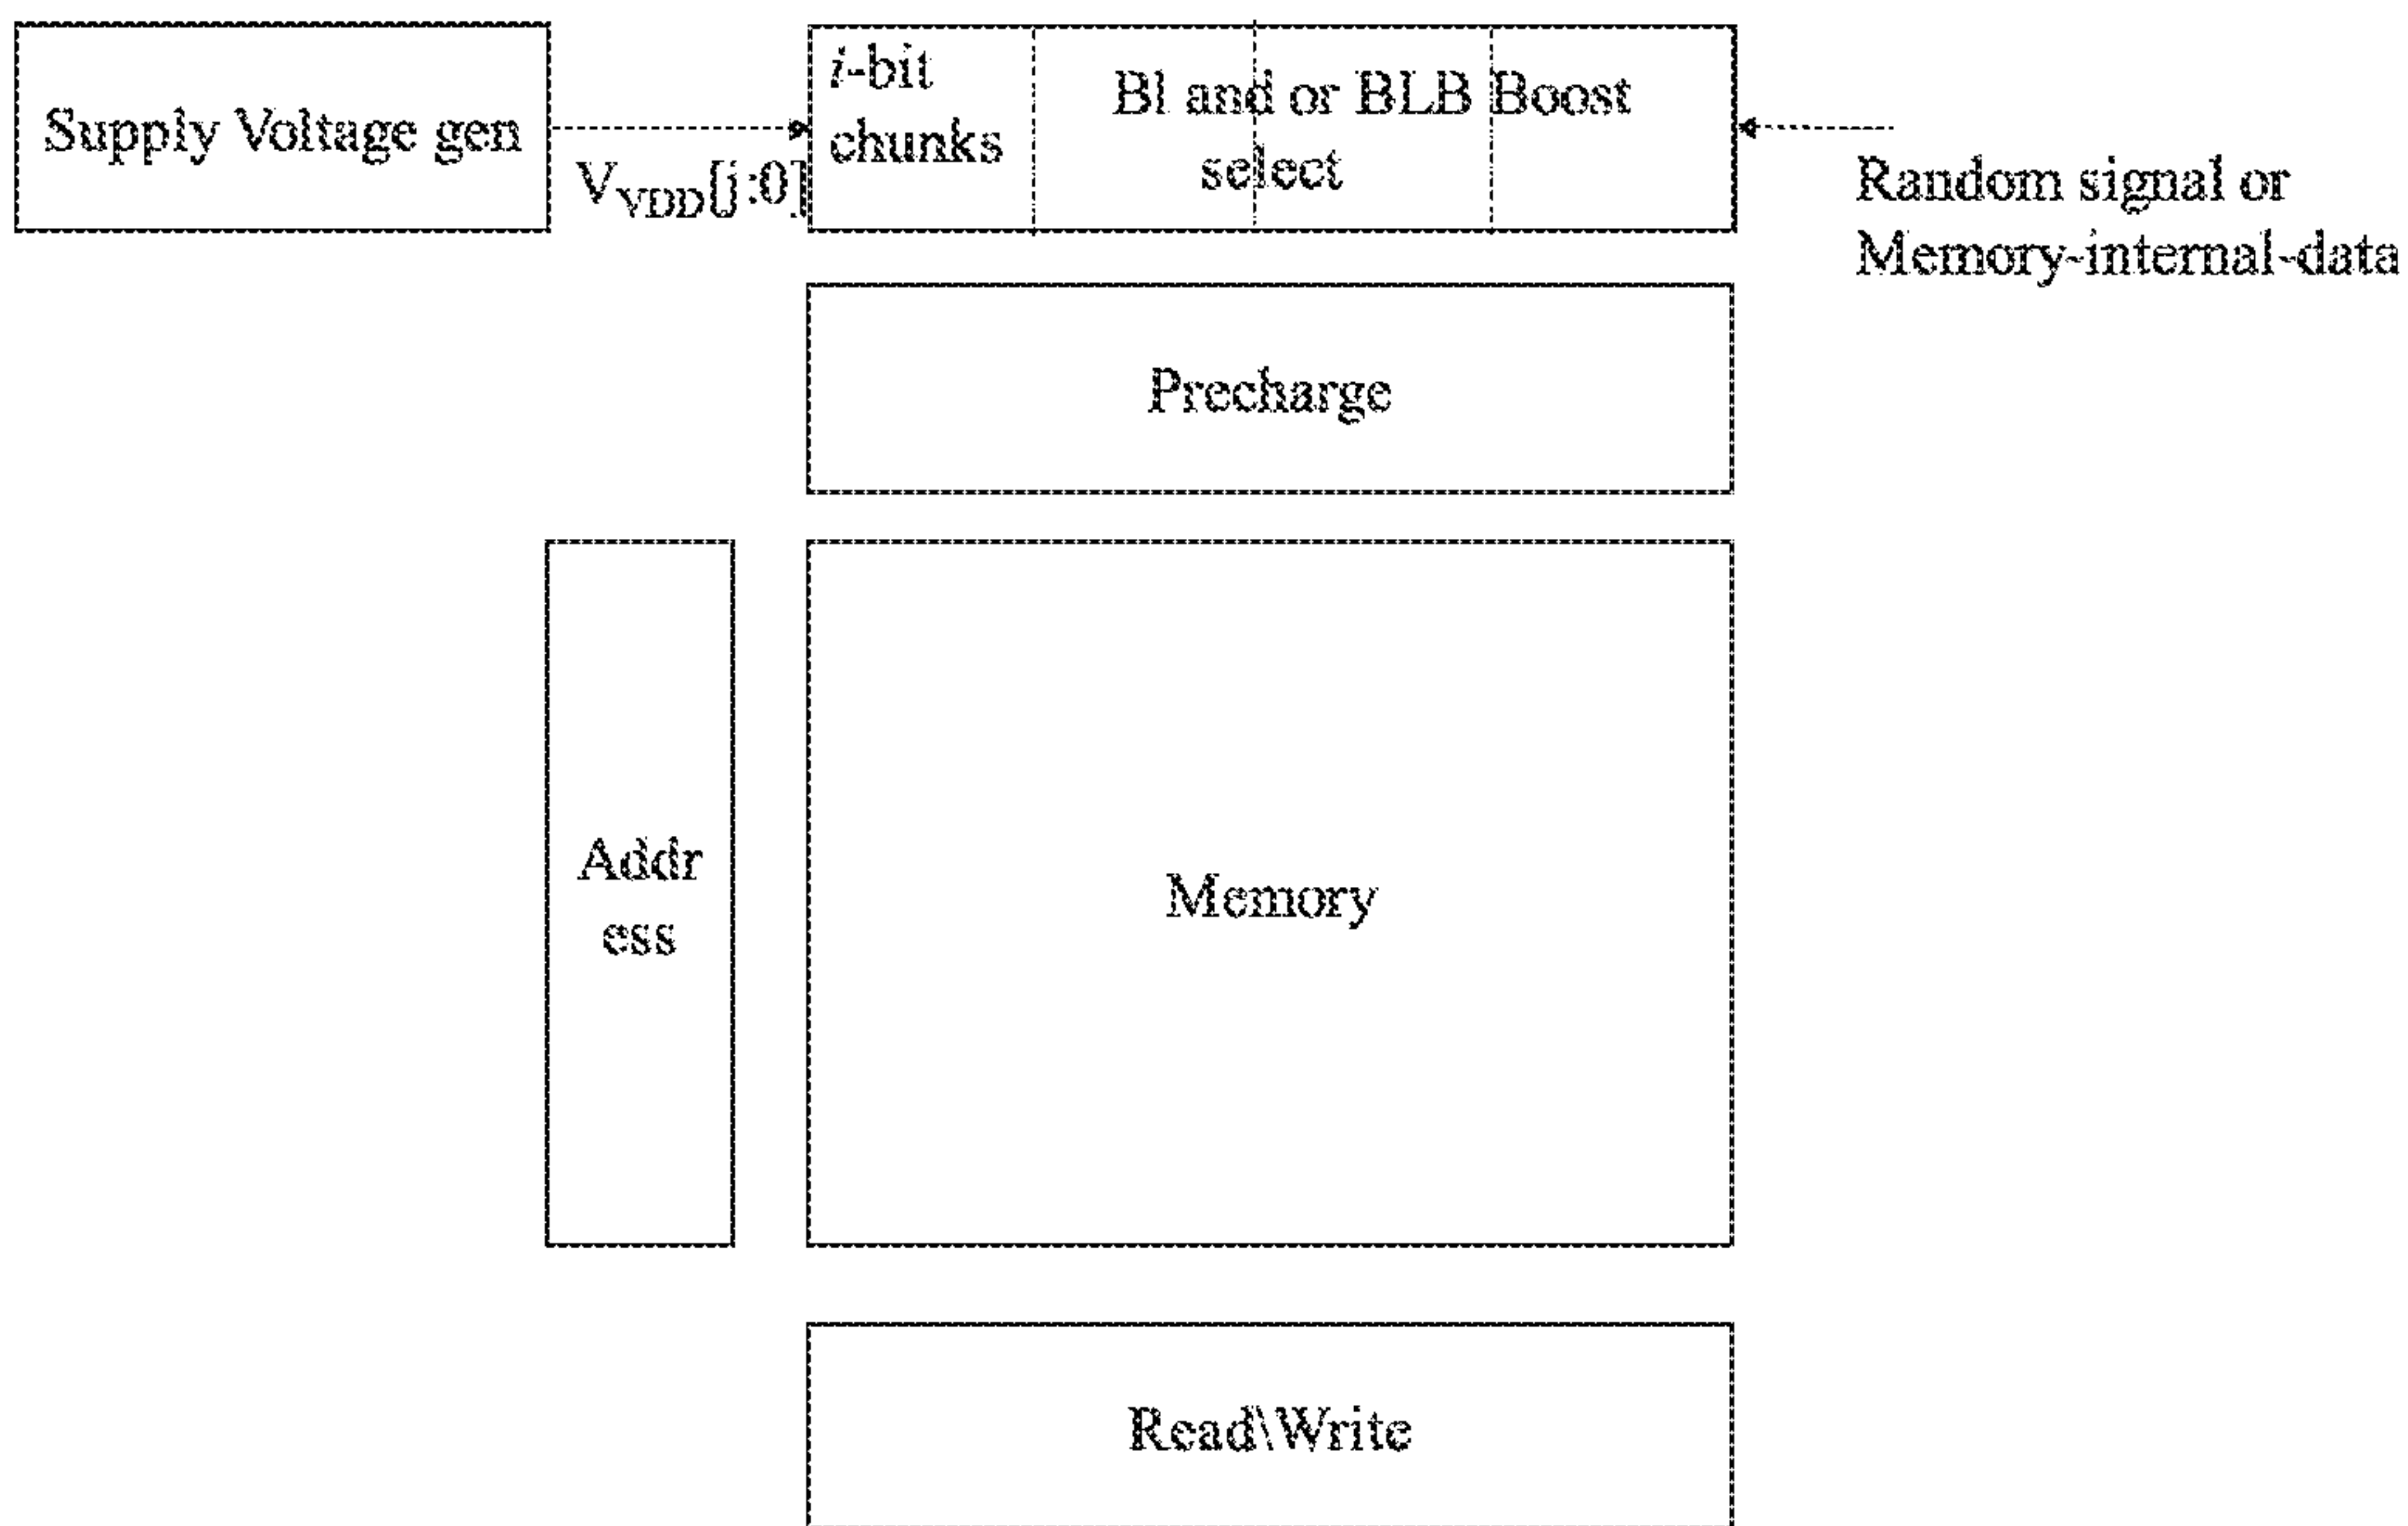 Supply Voltage gen
V_VDD[j:0]
i-bit
chunks
Bl and or BLB Boost
select
Random signal or
Memory-internal-data
Precharge
Addr
ess
Memory
Read\Write